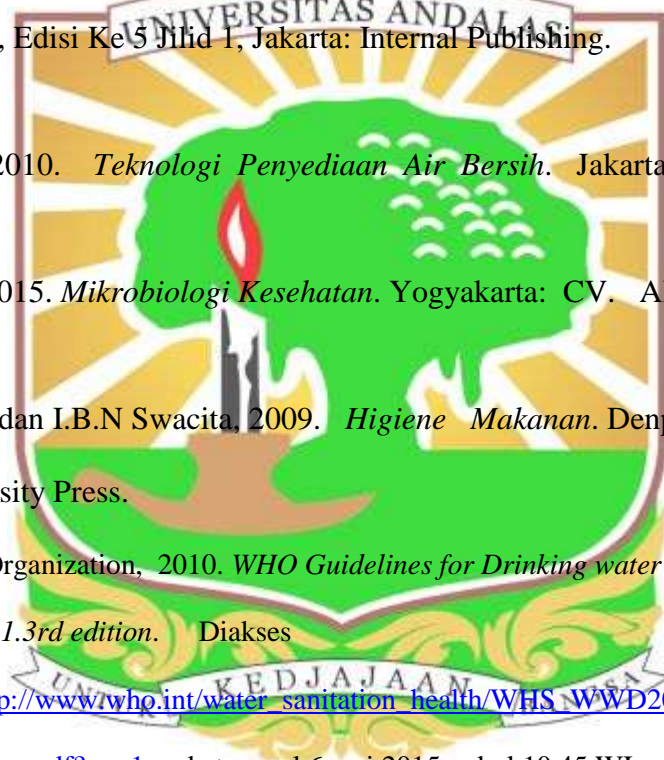 UNIVERSITAS ANDALAS
, Edisi Ke 5 Jilid 1, Jakarta: Internal Publishing.
2010. Teknologi Penyediaan Air Bersih. Jakarta
015. Mikrobiologi Kesehatan. Yogyakarta: CV.
dan I.B.N Swacita, 2009. Higiene Makanan. Denp
sity Press.
Organization, 2010. WHO Guidelines for Drinking water
1.3rd edition. Diakses
UNTUK KEDJAJAAN BANGSA
p://www.who.int/water_sanitation_health/WHS_WWD20